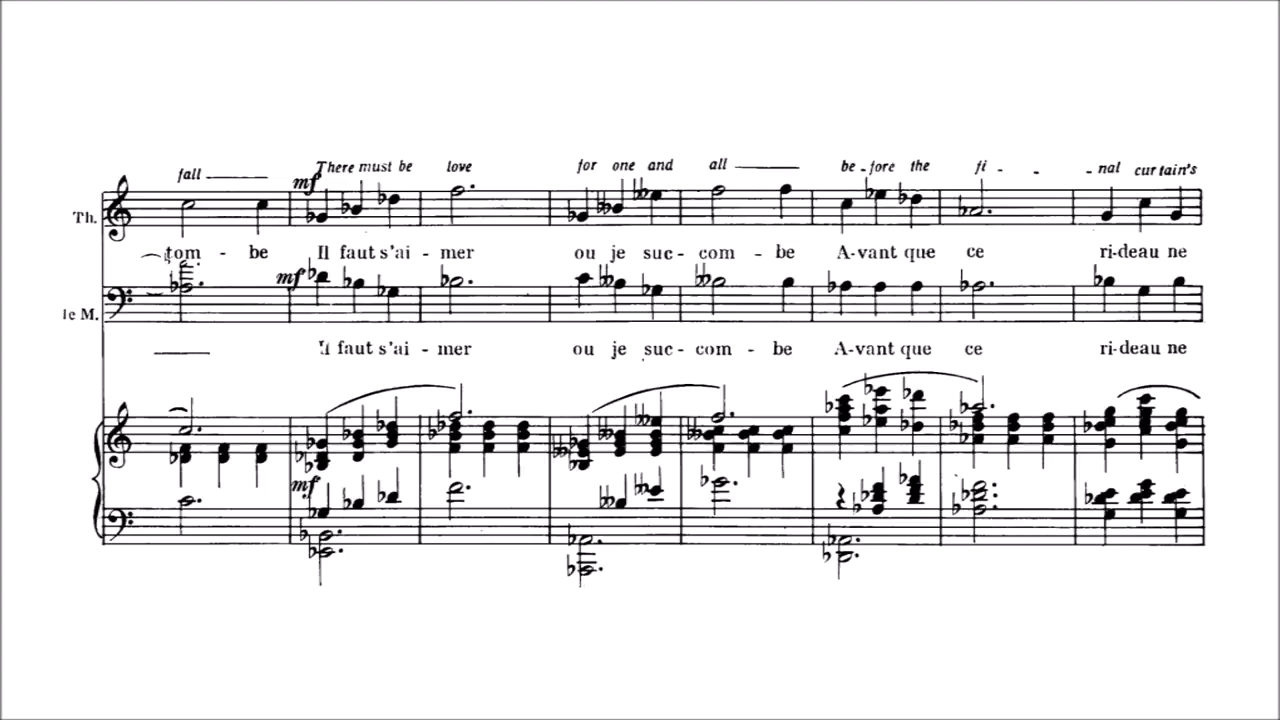 fall There must be love for one and all be - fore the fi - - - nal curtain's
mf
Th.
tom - be Il faut s'ai - mer ou je suc - com - be A-vant que ce ri-deau ne
mf
le M.
Il faut s'ai - mer ou je suc - com - be A-vant que ce ri-deau ne
mf